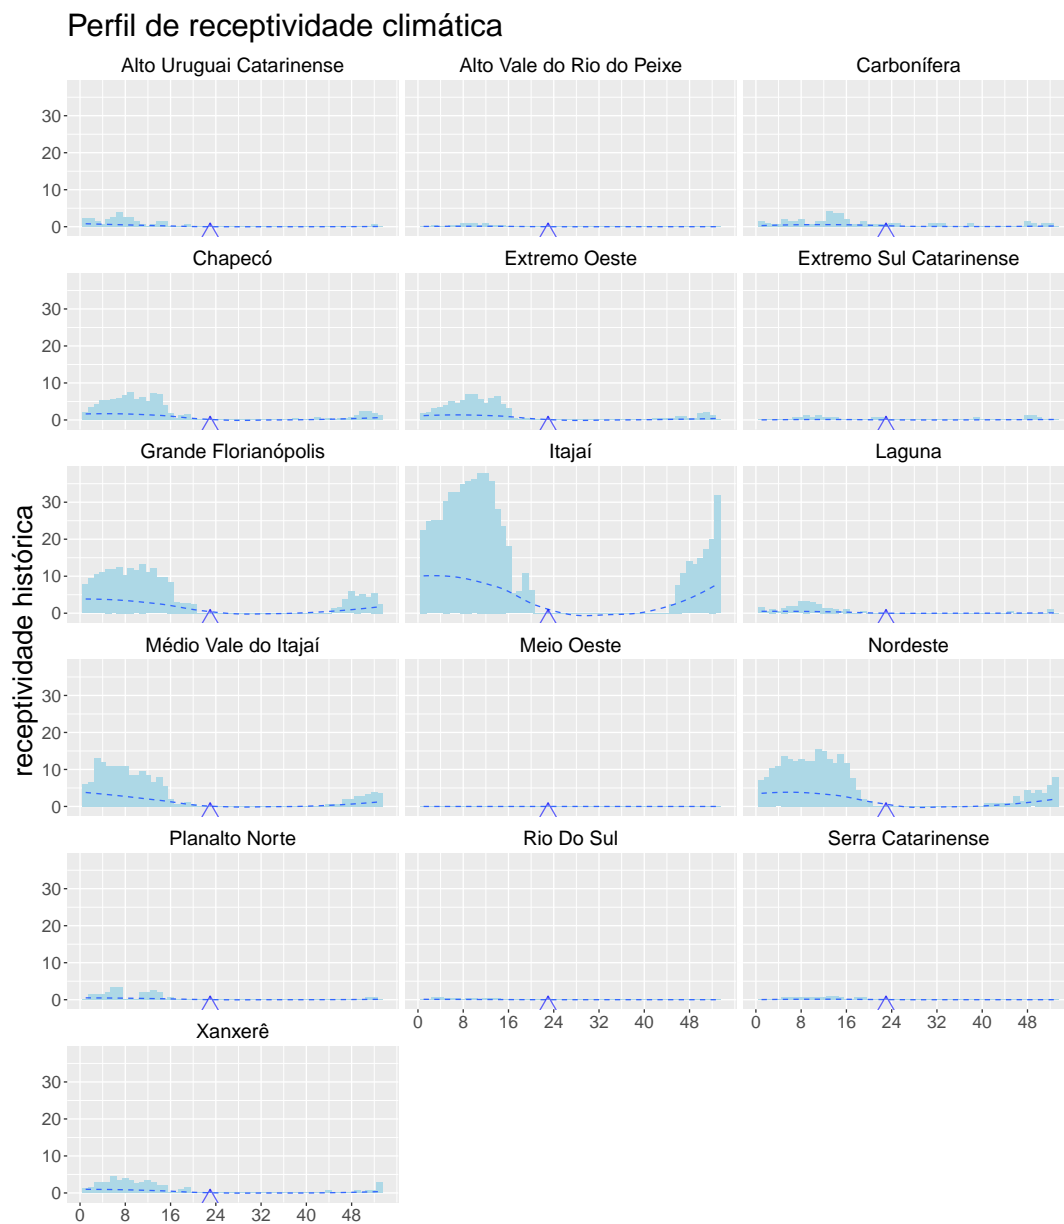 Perfil de receptividade climática
Alto Uruguai Catarinense Alto Vale do Rio do Peixe Carbonífera
30
20
10
0
Chapecó Extremo Oeste Extremo Sul Catarinense
30
20
10
0
Grande Florianópolis Itajaí Laguna
30
20
10
0
receptividade histórica
Médio Vale do Itajaí Meio Oeste Nordeste
30
20
10
0
Planalto Norte Rio Do Sul Serra Catarinense
30
20
10
0
0 8 16 24 32 40 48 0 8 16 24 32 40 48
Xanxerê
30
20
10
0
0 8 16 24 32 40 48